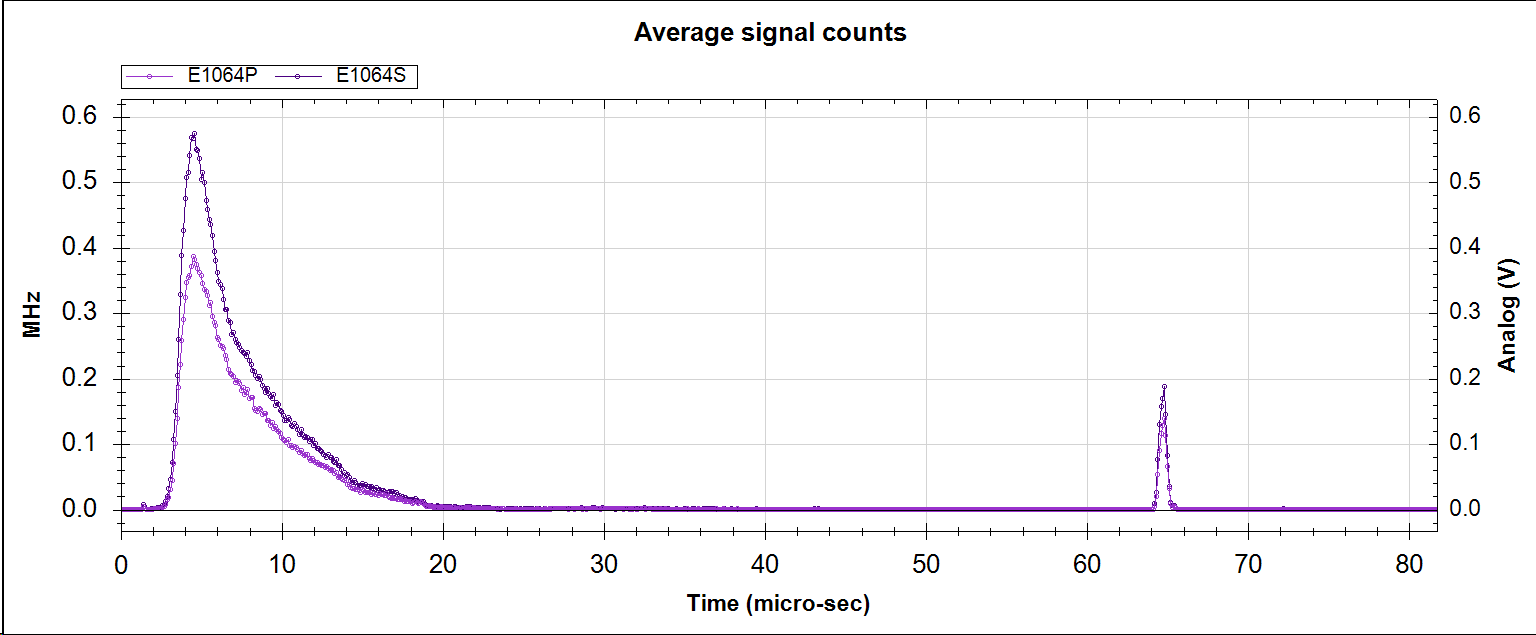 Average signal counts
E1064P E1064S
0.6 0.6
0.5 0.5
0.4 0.4
0.3 0.3
0.2 0.2
0.1 0.1
0.0 0.0
MHz
Analog (V)
0 10 20 30 40 50 60 70 80
Time (micro-sec)